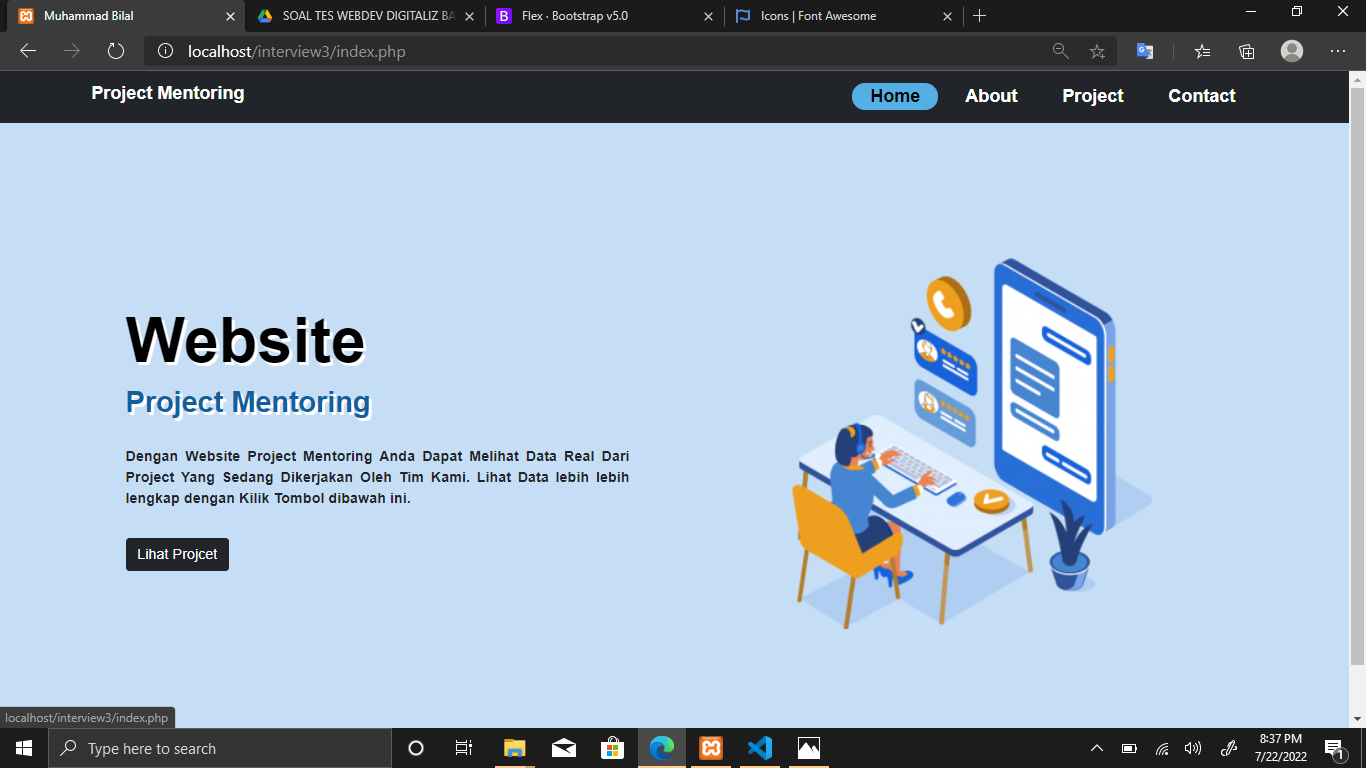 Muhammad Bilal
SOAL TES WEBDEV DIGITALIZ BA
Flex · Bootstrap v5.0
Icons | Font Awesome
localhost/interview3/index.php
Project Mentoring
Home
About
Project
Contact
Website
Project Mentoring
Dengan Website Project Mentoring Anda Dapat Melihat Data Real Dari
Project Yang Sedang Dikerjakan Oleh Tim Kami. Lihat Data lebih lebih
lengkap dengan Kilik Tombol dibawah ini.
Lihat Projcet
localhost/interview3/index.php
Type here to search
8:37 PM
7/22/2022
1